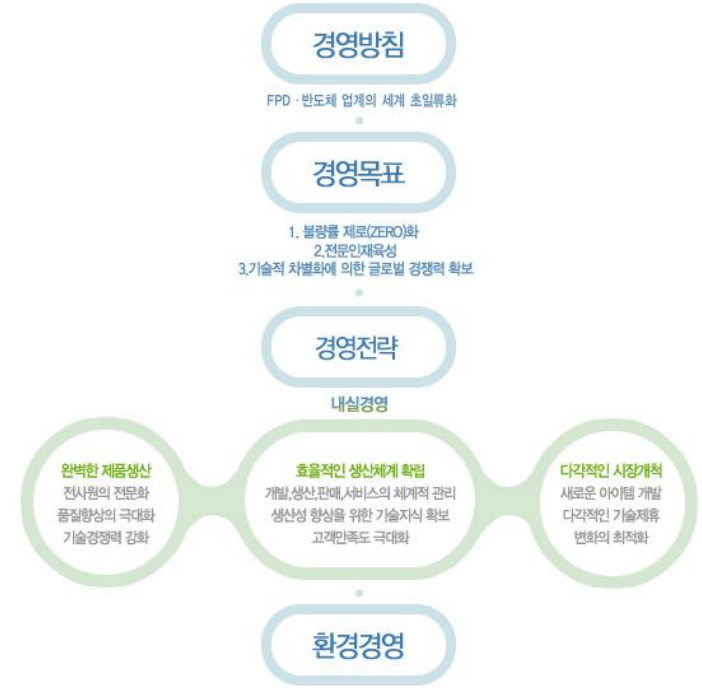 경영방침
FPD · 반도체 업계의 세계 초일류화
경영목표
1. 불량률 제로(ZERO)화
2.전문인재육성
3.기술적 차별화에 의한 글로벌 경쟁력 확보
경영전략
내실경영
완벽한 제품생산
전사원의 전문화
품질향상의 극대화
기술경쟁력 강화
효율적인 생산체계 확립
개발,생산,판매,서비스의 체계적 관리
생산성 향상을 위한 기술지식 확보
고객만족도 극대화
다각적인 시장개척
새로운 아이템 개발
다각적인 기술제휴
변화의 최적화
환경경영